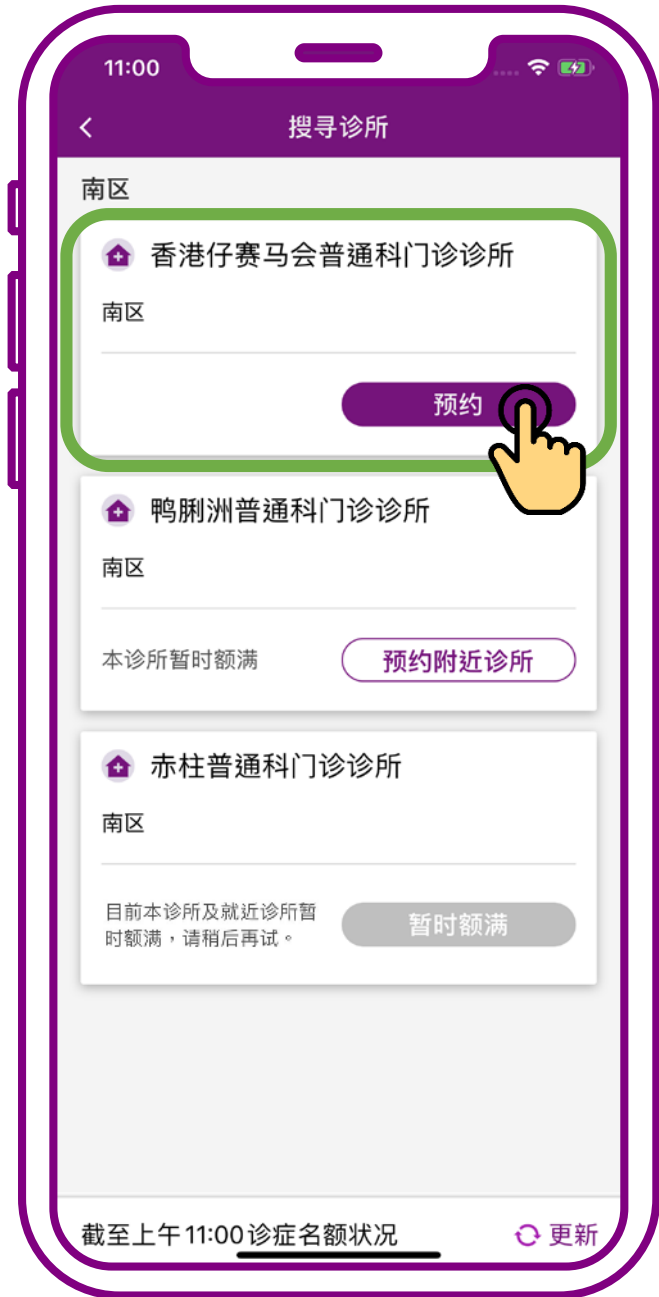 11:00
搜寻诊所
南区
香港仔赛马会普通科门诊诊所
南区
预约
鸭脷洲普通科门诊诊所
南区
本诊所暂时额满
预约附近诊所
赤柱普通科门诊诊所
南区
目前本诊所及就近诊所暂
时额满，请稍后再试。
暂时额满
截至上午11:00诊症名额状况
更新